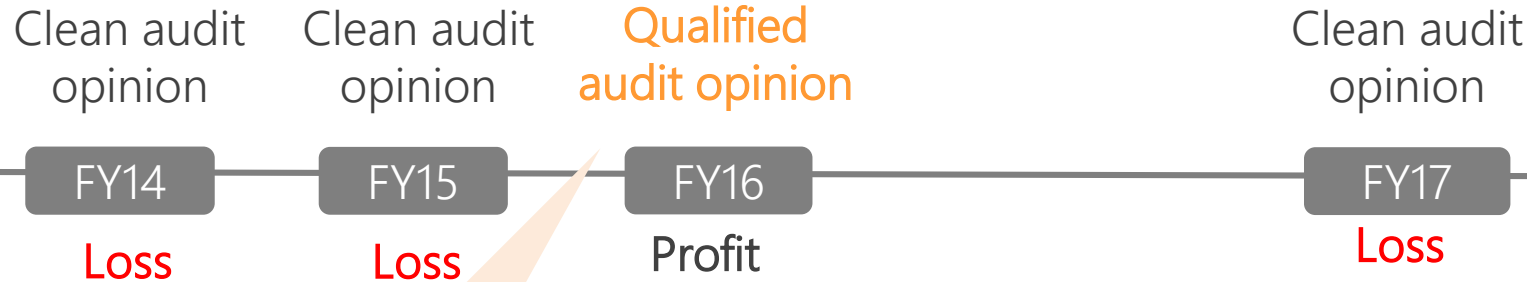 Clean audit
opinion
Clean audit
opinion
Qualified
audit opinion
Clean audit
opinion
FY14
FY15
FY16
FY17
Loss
Loss
Profit
Loss